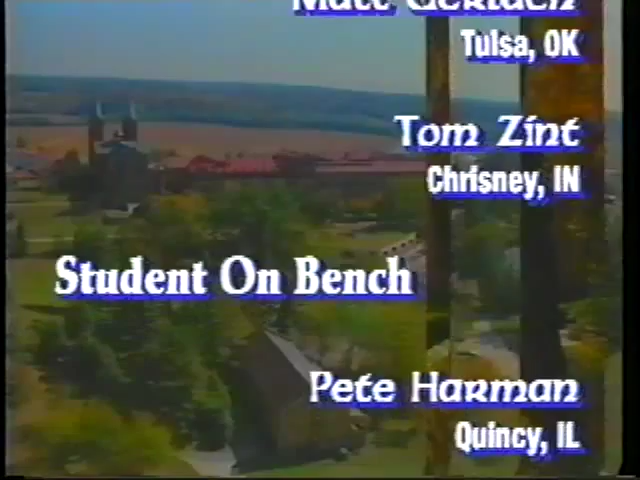 Tulsa, OK
Tom Zint
Chrisney, IN
Student On Bench
Pete Harman
Quincy, IL